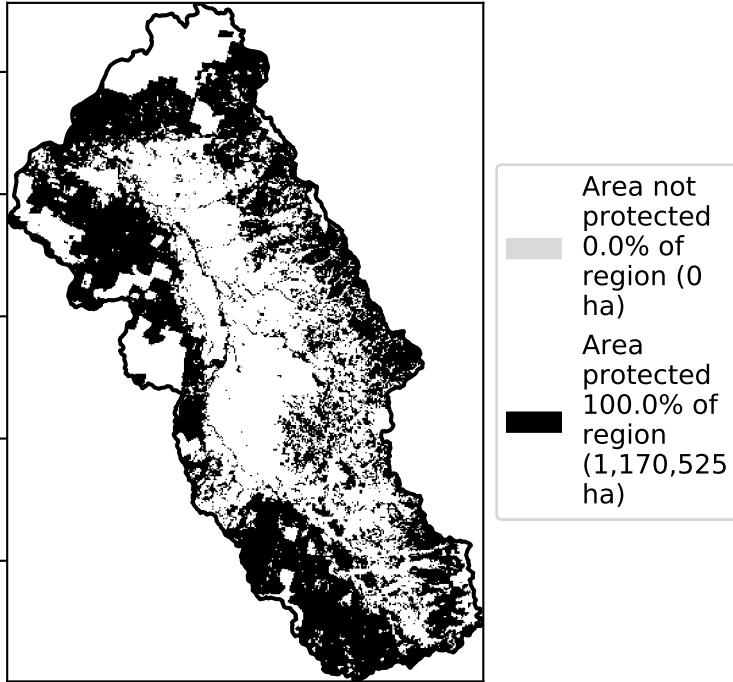 Area not
protected
0.0% of
region (0
ha)
Area
protected
100.0% of
region
(1,170,525
ha)